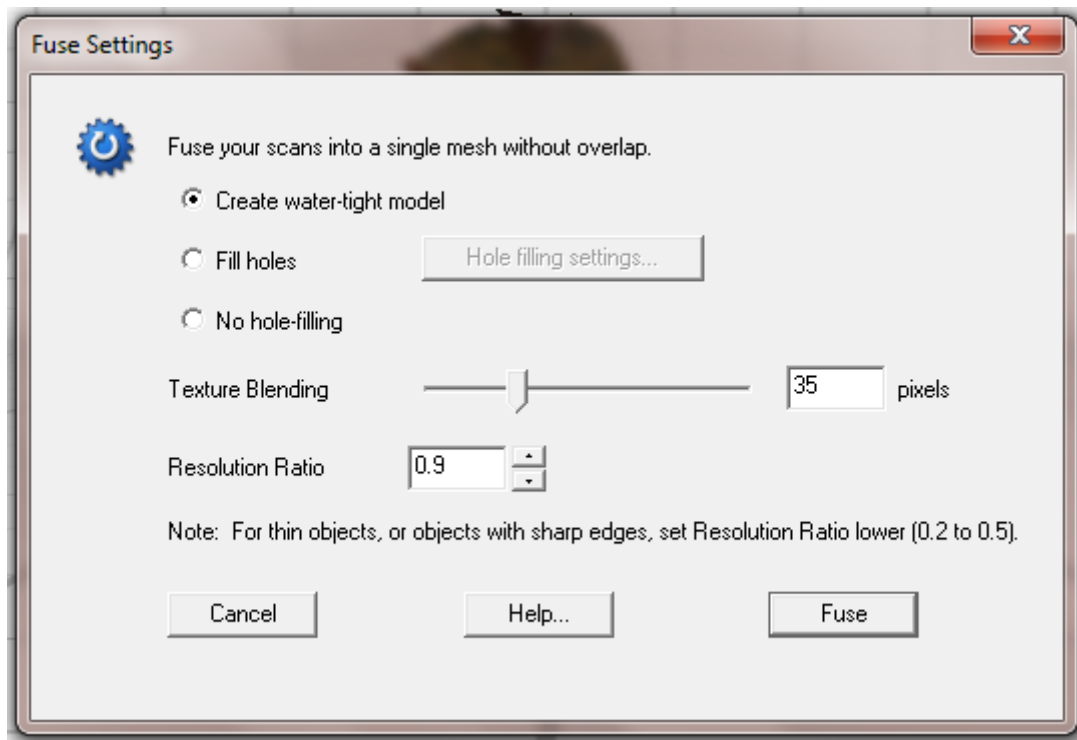 Fuse Settings
Fuse your scans into a single mesh without overlap.
Create water-tight model
Fill holes
Hole filling settings...
No hole-filling
Texture Blending
35
pixels
Resolution Ratio
0.9
Note:  For thin objects, or objects with sharp edges, set Resolution Ratio lower (0.2 to 0.5).
Cancel
Help...
Fuse